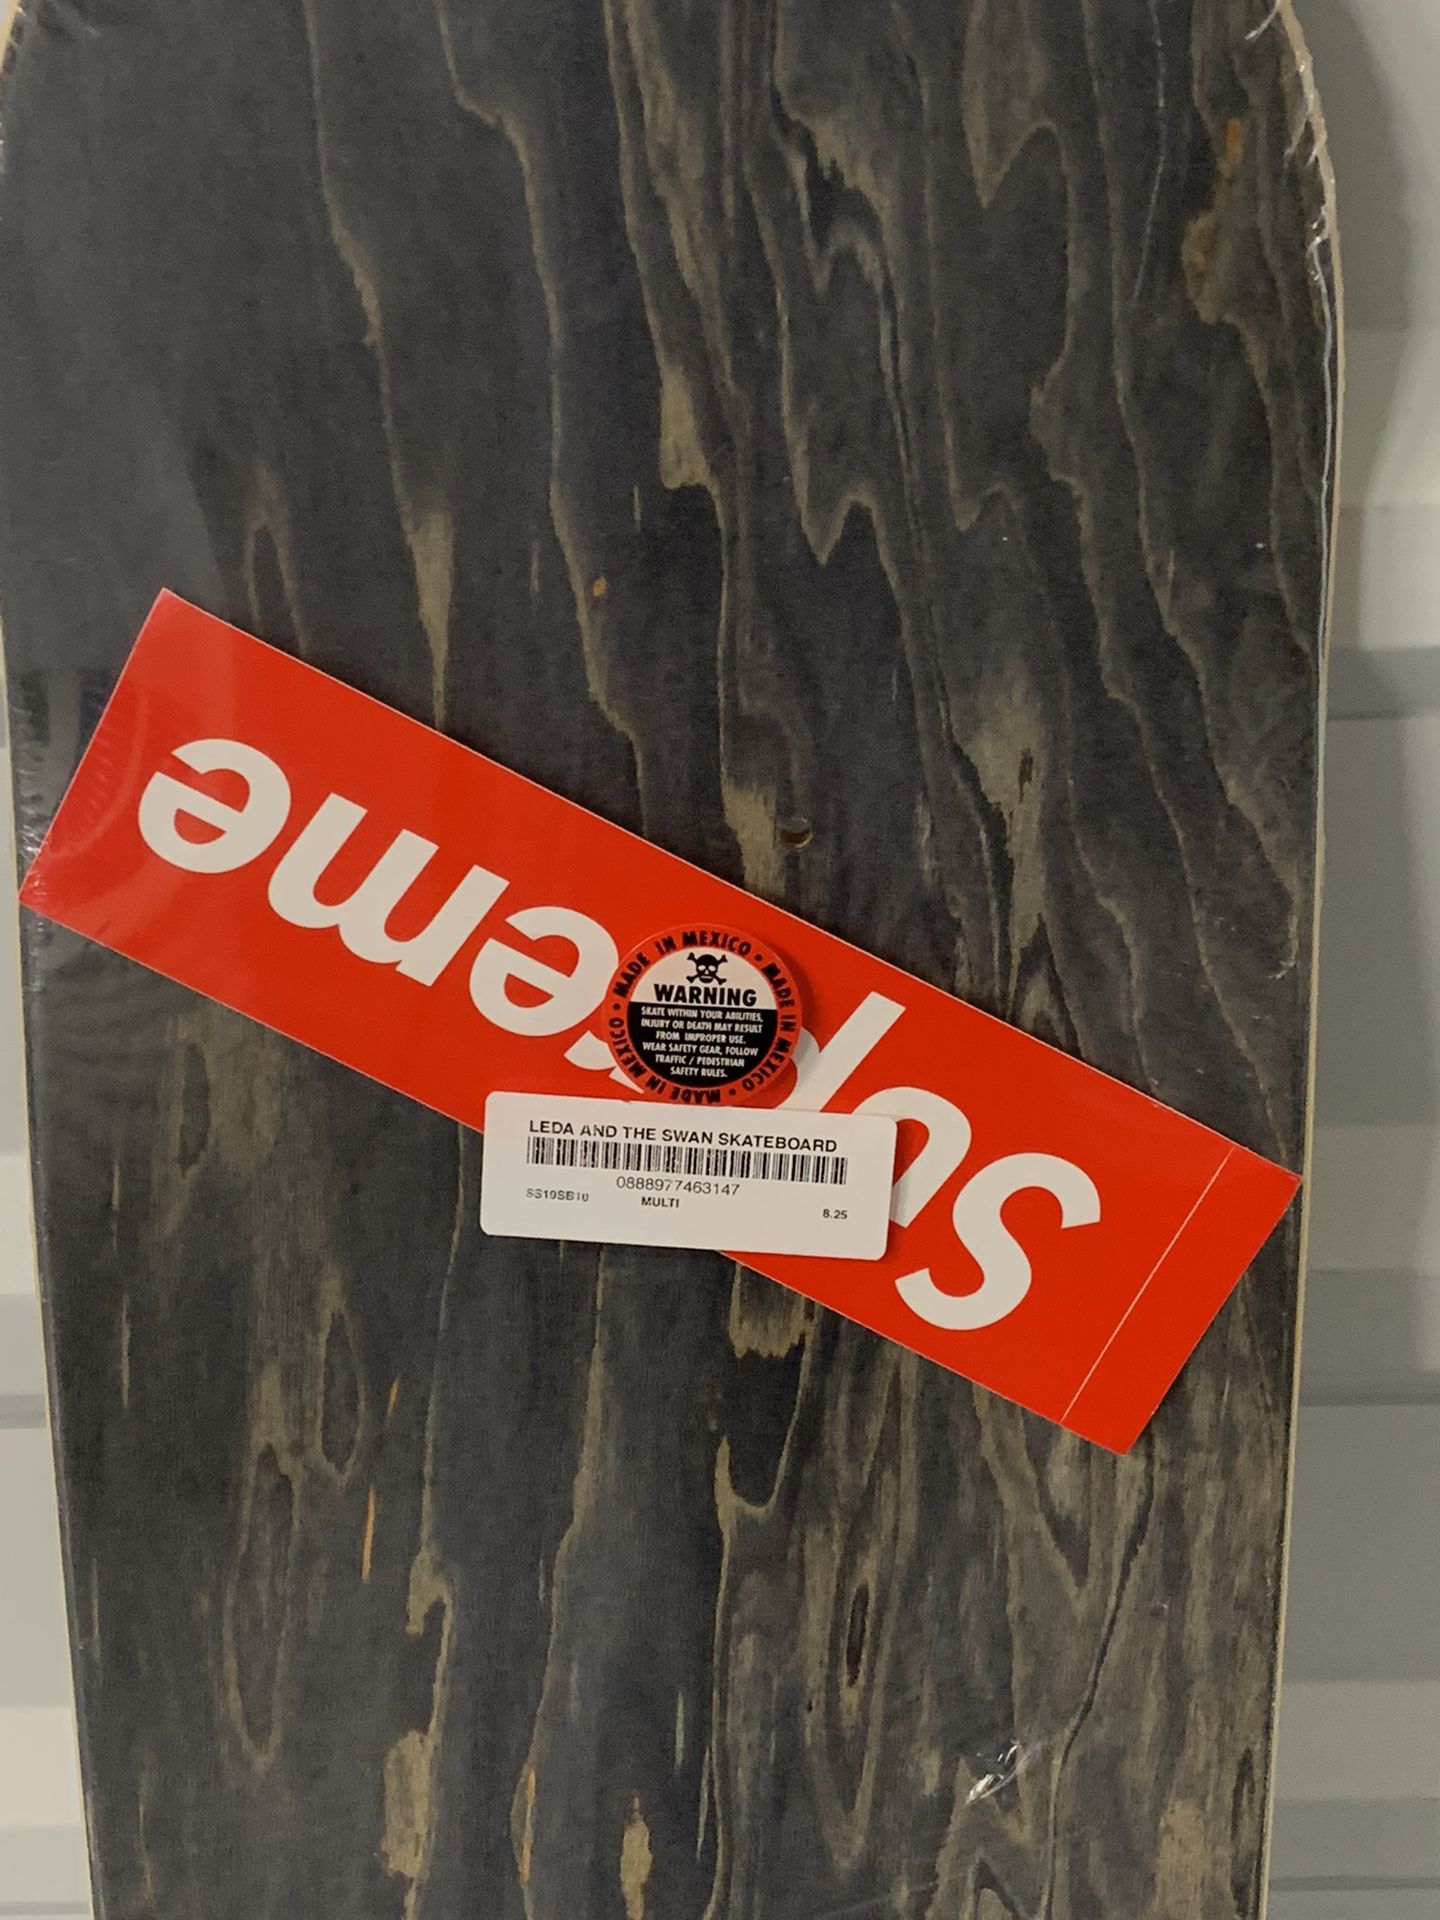 Supreme
MADE IN MEXICO • MADE IN MEXICO • MADE IN MEXICO •
WARNING
SKATE WITHIN YOUR ABILITIES,
INJURY OR DEATH MAY RESULT
FROM IMPROPER USE.
WEAR SAFETY GEAR, FOLLOW
TRAFFIC / PEDESTRIAN
SAFETY RULES.
LEDA AND THE SWAN SKATEBOARD
0888977463147
SS19SB10 MULTI 8.25